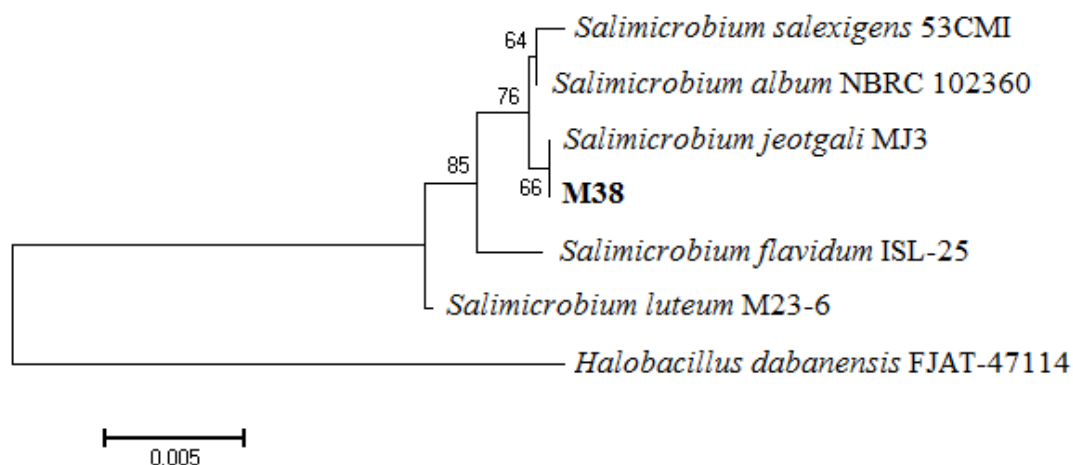 64
Salimicrobium salexigens 53CMI
Salimicrobium album NBRC 102360
76
Salimicrobium jeotgali MJ3
85
66
M38
Salimicrobium flavidum ISL-25
Salimicrobium luteum M23-6
Halobacillus dabanensis FJAT-47114
0.005